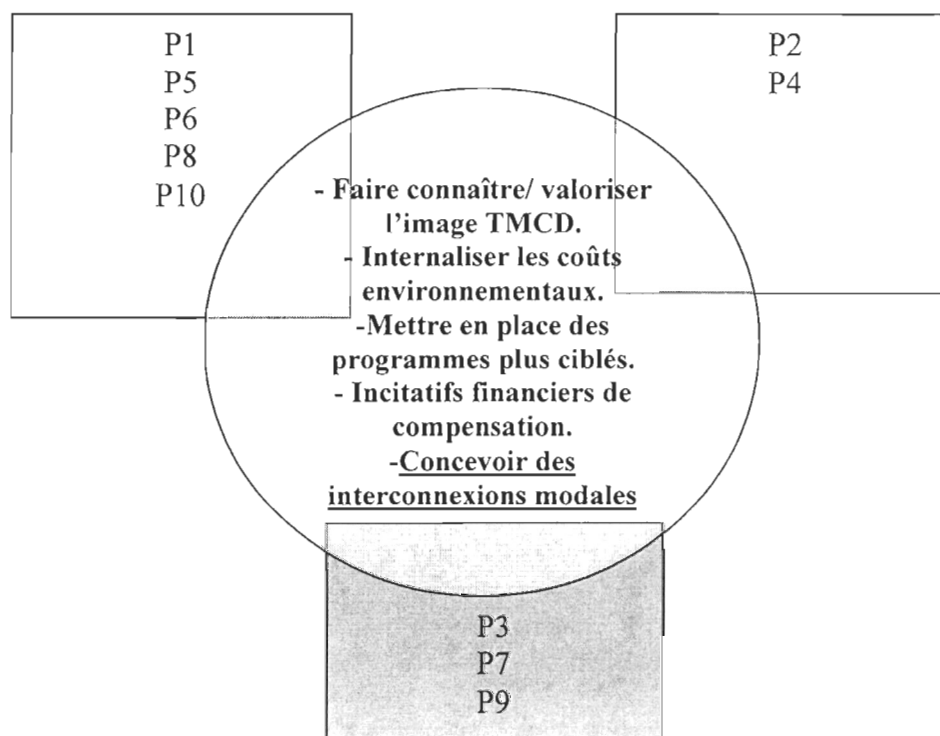 P1
P5
P6
P8
P10
P2
P4
- Faire connaître/ valoriser
l'image TMCD.
- Internaliser les coûts
environnementaux.
-Mettre en place des
programmes plus ciblés.
- Incitatifs financiers de
compensation.
-Concevoir des
interconnexions modales
P3
P7
P9